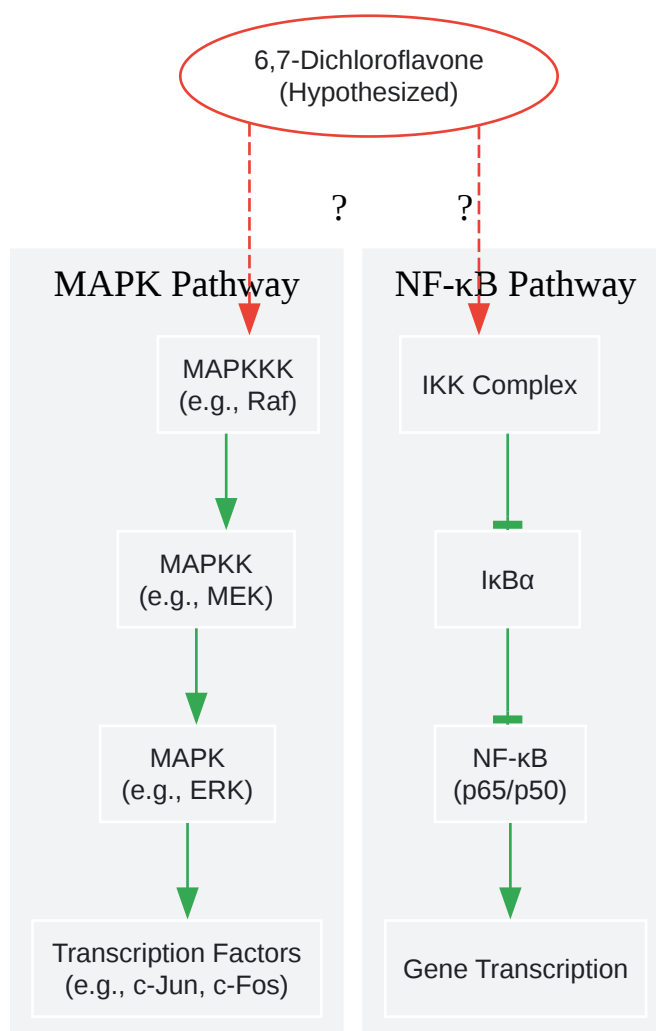 6,7-Dichloroflavone
(Hypothesized)
?
?
MAPK Pathway
MAPKKK
(e.g., Raf)
MAPKK
(e.g., MEK)
MAPK
(e.g., ERK)
Transcription Factors
(e.g., c-Jun, c-Fos)
NF-κB Pathway
IKK Complex
IκBα
NF-κB
(p65/p50)
Gene Transcription